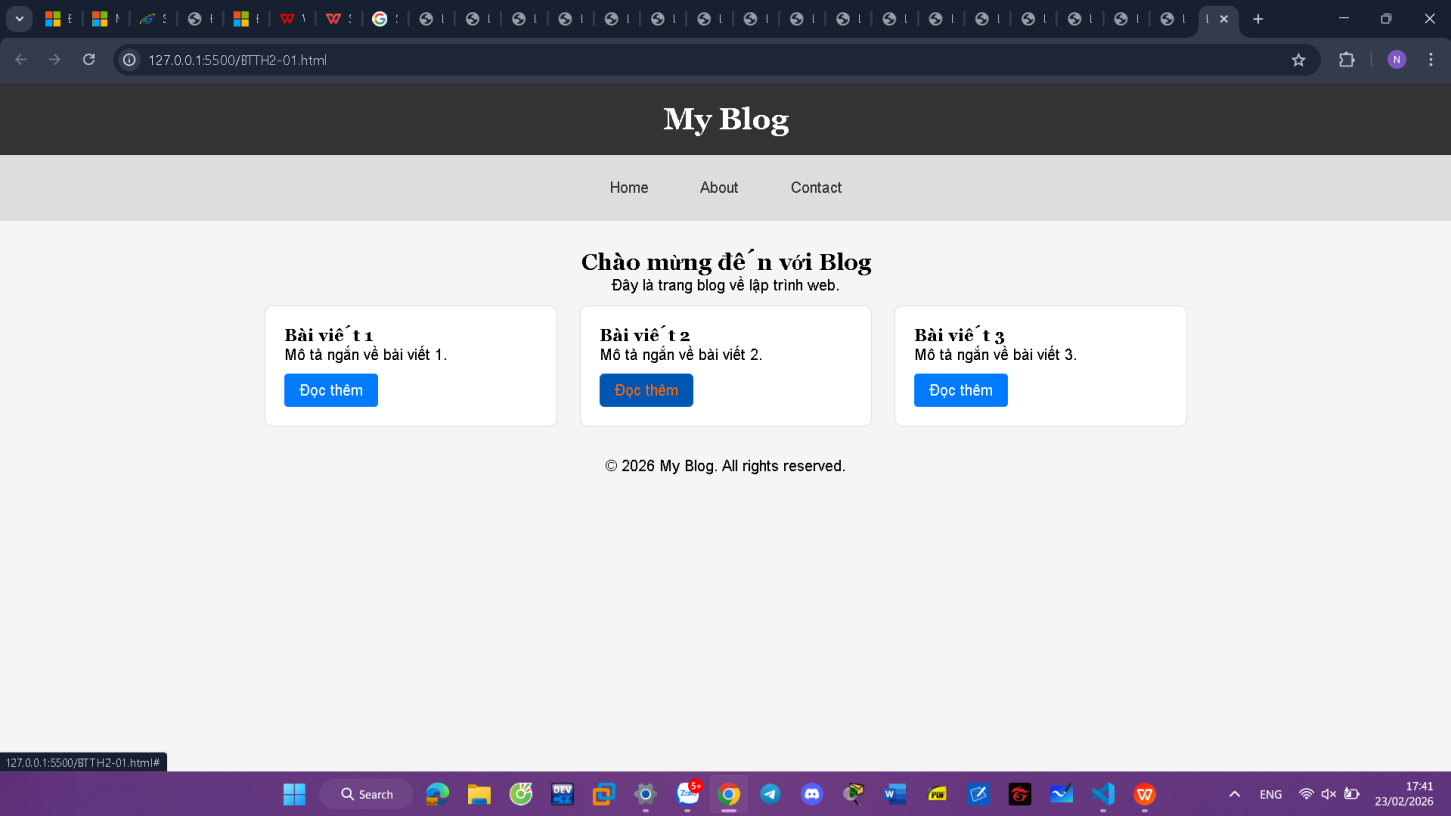 127.0.0.1:5500/BTTH2-01.html
N
My Blog
Home About Contact
Chào mừng đến với Blog
Đây là trang blog về lập trình web.
Bài viết 1
Mô tả ngắn về bài viết 1.
Đọc thêm
Bài viết 2
Mô tả ngắn về bài viết 2.
Đọc thêm
Bài viết 3
Mô tả ngắn về bài viết 3.
Đọc thêm
© 2026 My Blog. All rights reserved.
127.0.0.1:5500/BTTH2-01.html#
Search
DEV
Zalo
5+
PDF
ENG
17:41
23/02/2026